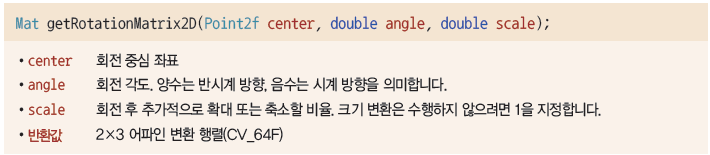 Mat getRotationMatrix2D(Point2f center, double angle, double scale);
• center 회전 중심 좌표
• angle 회전 각도. 양수는 반시계 방향, 음수는 시계 방향을 의미합니다.
• scale 회전 후 추가적으로 확대 또는 축소할 비율. 크기 변환은 수행하지 않으려면 1을 지정합니다.
• 반환값 2×3 어파인 변환 행렬(CV_64F)